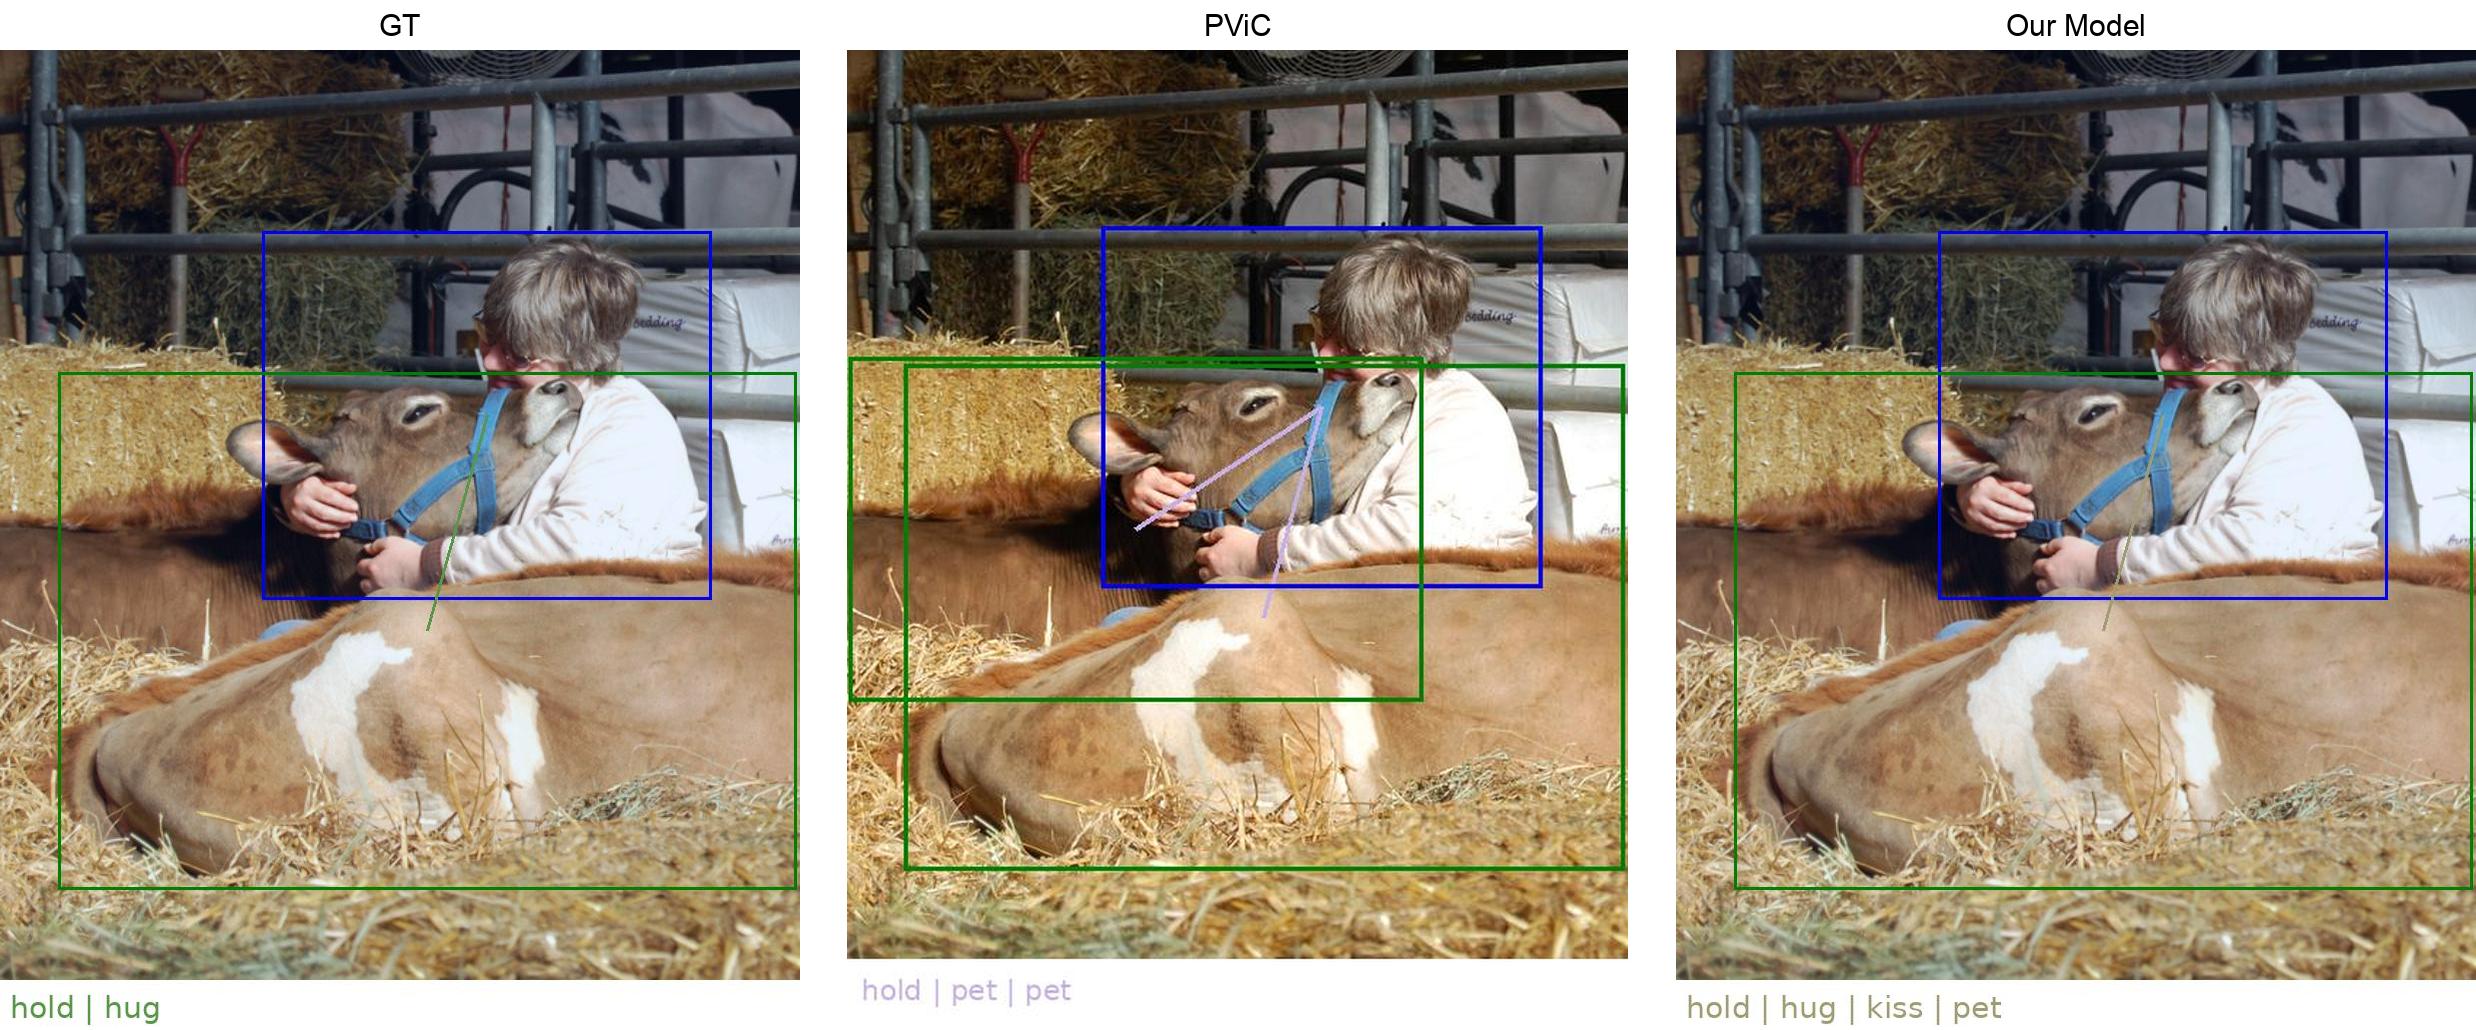 GT
PViC
Our Model
Bedding
Bedding
Bedding
hold | hug
hold | pet | pet
hold | hug | kiss | pet